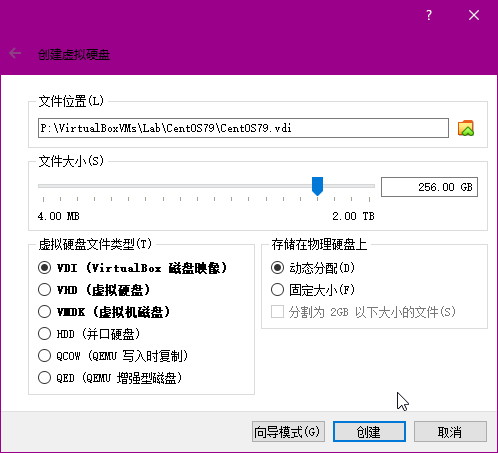 ?
创建虚拟硬盘
文件位置(L)
P:\VirtualBoxVMs\Lab\CentOS79\CentOS79.vdi
文件大小(S)
256.00 GB
4.00 MB 2.00 TB
虚拟硬盘文件类型(T) 存储在物理硬盘上
VDI (VirtualBox 磁盘映像) 动态分配(D)
VHD (虚拟硬盘) 固定大小(F)
VMDK (虚拟机磁盘) 分割为 2GB 以下大小的文件(S)
HDD (并口硬盘)
QCOW (QEMU 写入时复制)
QED (QEMU 增强型磁盘)
向导模式(G) 创建 取消